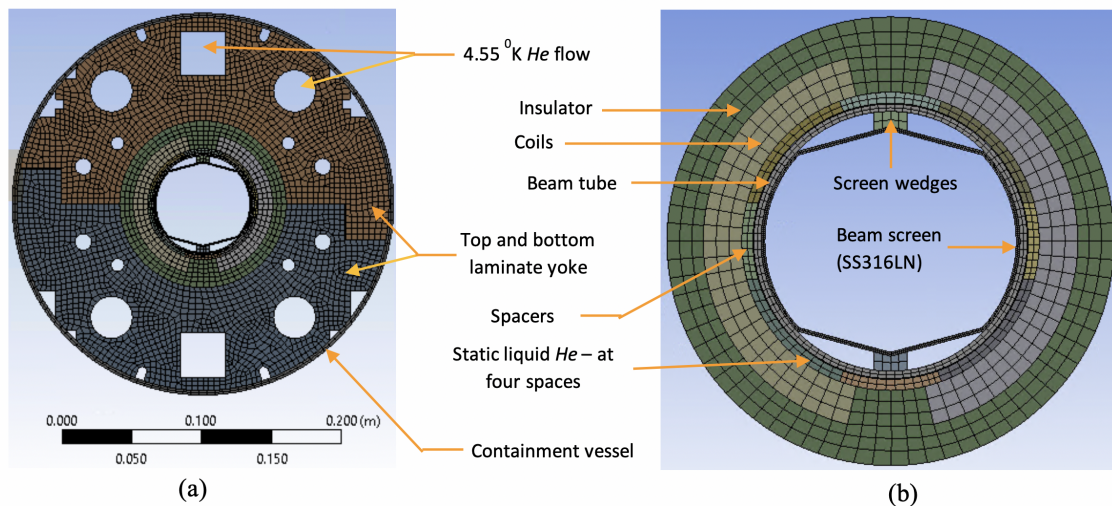 4.55 ⁰K He flow
Insulator
Coils
Beam tube
Screen wedges
Beam screen
(SS316LN)
Top and bottom
laminate yoke
Spacers
Static liquid He – at
four spaces
Containment vessel
0.000 0.100 0.200 (m)
0.050 0.150
(a)
(b)